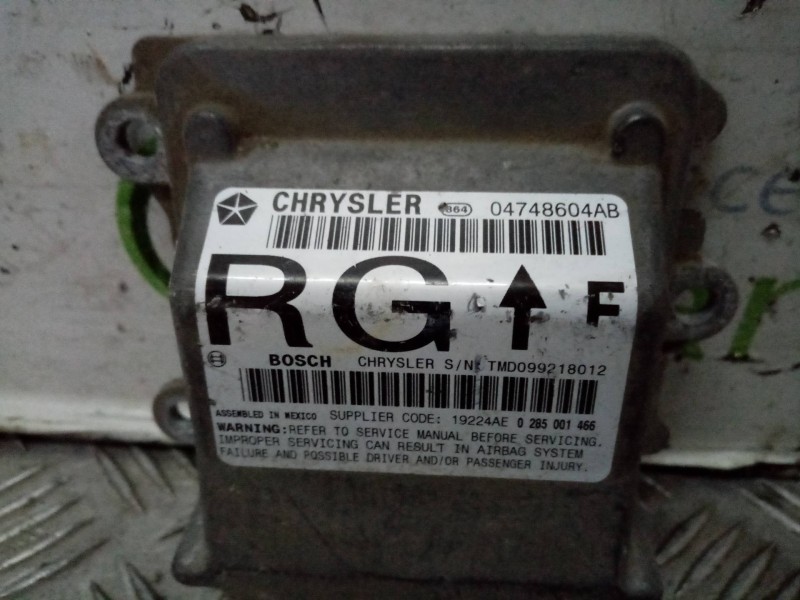 CHRYSLER 864 04748604AB
RG F
BOSCH CHRYSLER S/N: TMD099218012
ASSEMBLED IN MEXICO SUPPLIER CODE: 19224AE 0 285 001 466
WARNING: REFER TO SERVICE MANUAL BEFORE SERVICING.
IMPROPER SERVICING CAN RESULT IN AIRBAG SYSTEM
FAILURE AND POSSIBLE DRIVER AND/OR PASSENGER INJURY.